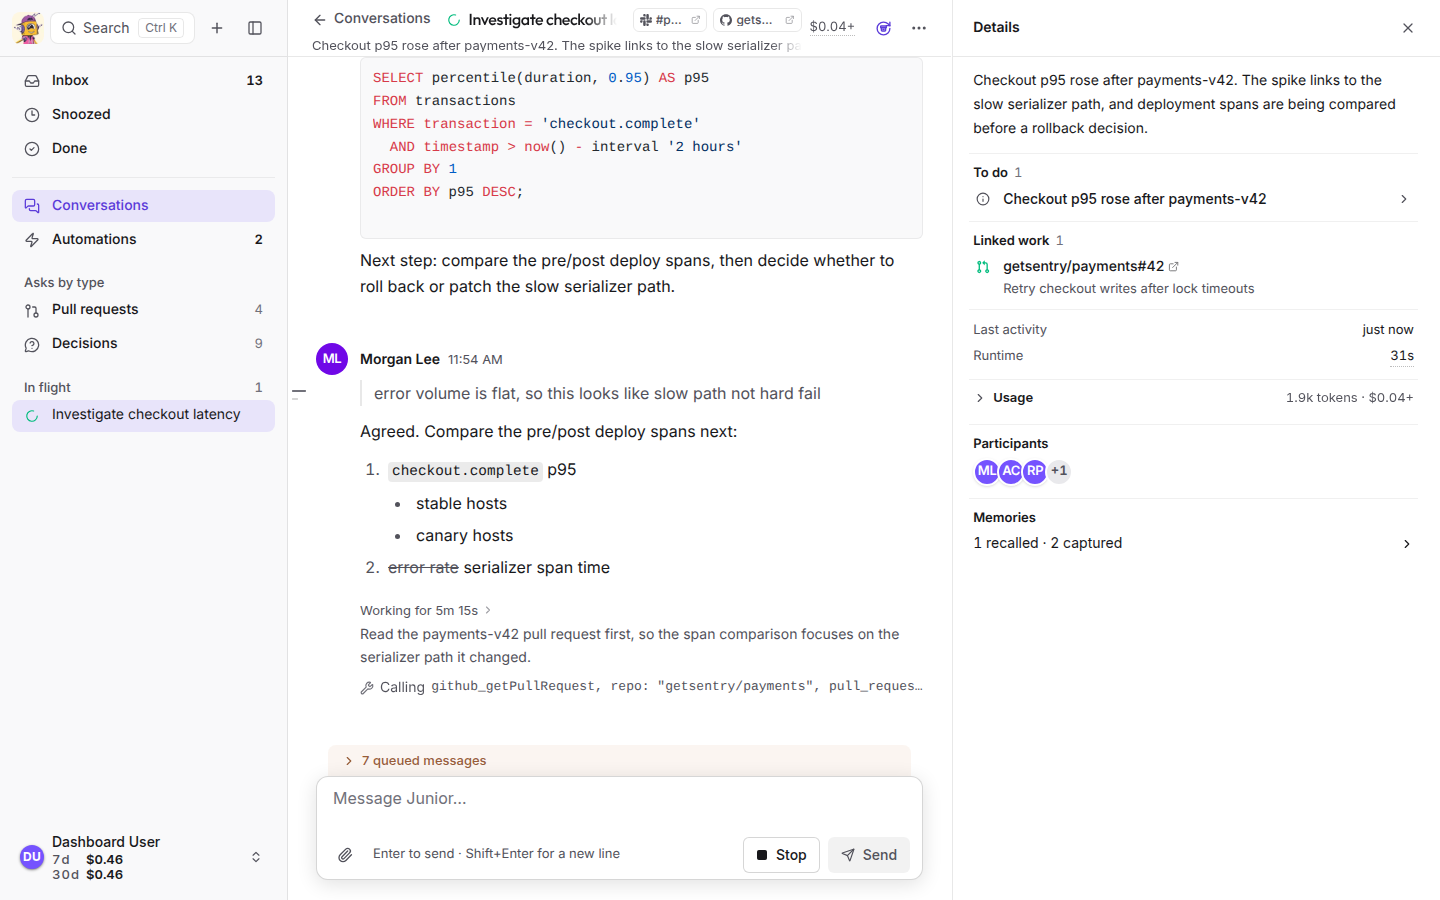 Search Ctrl K
Inbox 13
Snoozed
Done
Conversations
Automations 2
Asks by type
Pull requests 4
Decisions 9
In flight 1
Investigate checkout latency
DU
Dashboard User
7d $0.46
30d $0.46
Conversations
Investigate checkout
#p...
gets...
$0.04+
Checkout p95 rose after payments-v42. The spike links to the slow serializer pa
SELECT percentile(duration, 0.95) AS p95
FROM transactions
WHERE transaction = 'checkout.complete'
AND timestamp > now() - interval '2 hours'
GROUP BY 1
ORDER BY p95 DESC;
Next step: compare the pre/post deploy spans, then decide whether to
roll back or patch the slow serializer path.
ML
Morgan Lee 11:54 AM
error volume is flat, so this looks like slow path not hard fail
Agreed. Compare the pre/post deploy spans next:
1. checkout.complete p95
• stable hosts
• canary hosts
2. error rate serializer span time
Working for 5m 15s
Read the payments-v42 pull request first, so the span comparison focuses on the
serializer path it changed.
Calling github_getPullRequest, repo: "getsentry/payments", pull_reques…
7 queued messages
Message Junior...
Enter to send · Shift+Enter for a new line
Stop
Send
Details
Checkout p95 rose after payments-v42. The spike links to the
slow serializer path, and deployment spans are being compared
before a rollback decision.
To do 1
Checkout p95 rose after payments-v42
Linked work 1
getsentry/payments#42
Retry checkout writes after lock timeouts
Last activity just now
Runtime 31s
Usage 1.9k tokens · $0.04+
Participants
ML AC RP +1
Memories
1 recalled · 2 captured